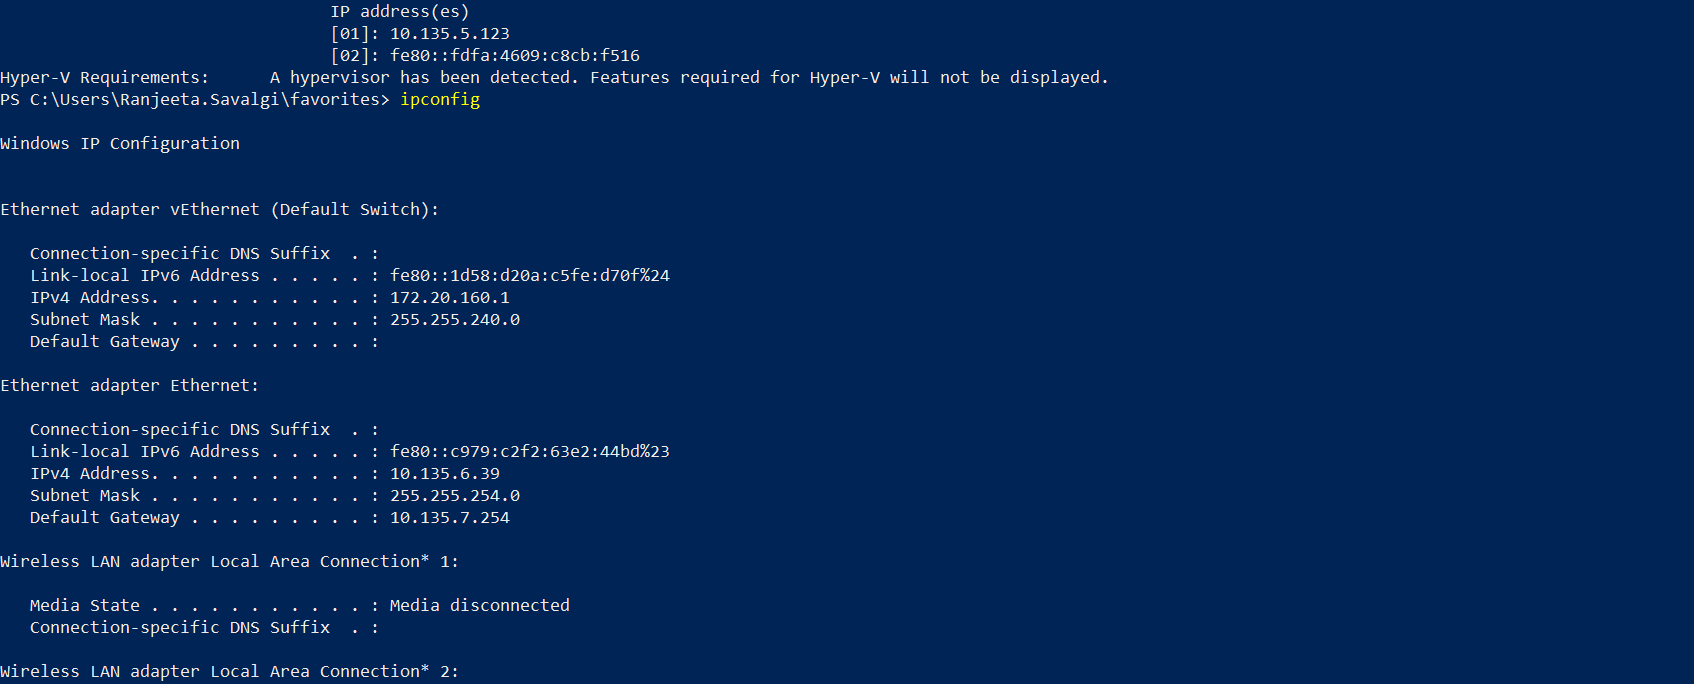 IP address(es)
[01]: 10.135.5.123
[02]: fe80::fdfa:4609:c8cb:f516
Hyper-V Requirements:      A hypervisor has been detected. Features required for Hyper-V will not be displayed.
PS C:\Users\Ranjeeta.Savalgi\favorites> ipconfig
Windows IP Configuration
Ethernet adapter vEthernet (Default Switch):
   Connection-specific DNS Suffix  . :
   Link-local IPv6 Address . . . . . : fe80::1d58:d20a:c5fe:d70f%24
   IPv4 Address. . . . . . . . . . . : 172.20.160.1
   Subnet Mask . . . . . . . . . . . : 255.255.240.0
   Default Gateway . . . . . . . . . :
Ethernet adapter Ethernet:
   Connection-specific DNS Suffix  . :
   Link-local IPv6 Address . . . . . : fe80::c979:c2f2:63e2:44bd%23
   IPv4 Address. . . . . . . . . . . : 10.135.6.39
   Subnet Mask . . . . . . . . . . . : 255.255.254.0
   Default Gateway . . . . . . . . . : 10.135.7.254
Wireless LAN adapter Local Area Connection* 1:
   Media State . . . . . . . . . . . : Media disconnected
   Connection-specific DNS Suffix  . :
Wireless LAN adapter Local Area Connection* 2: